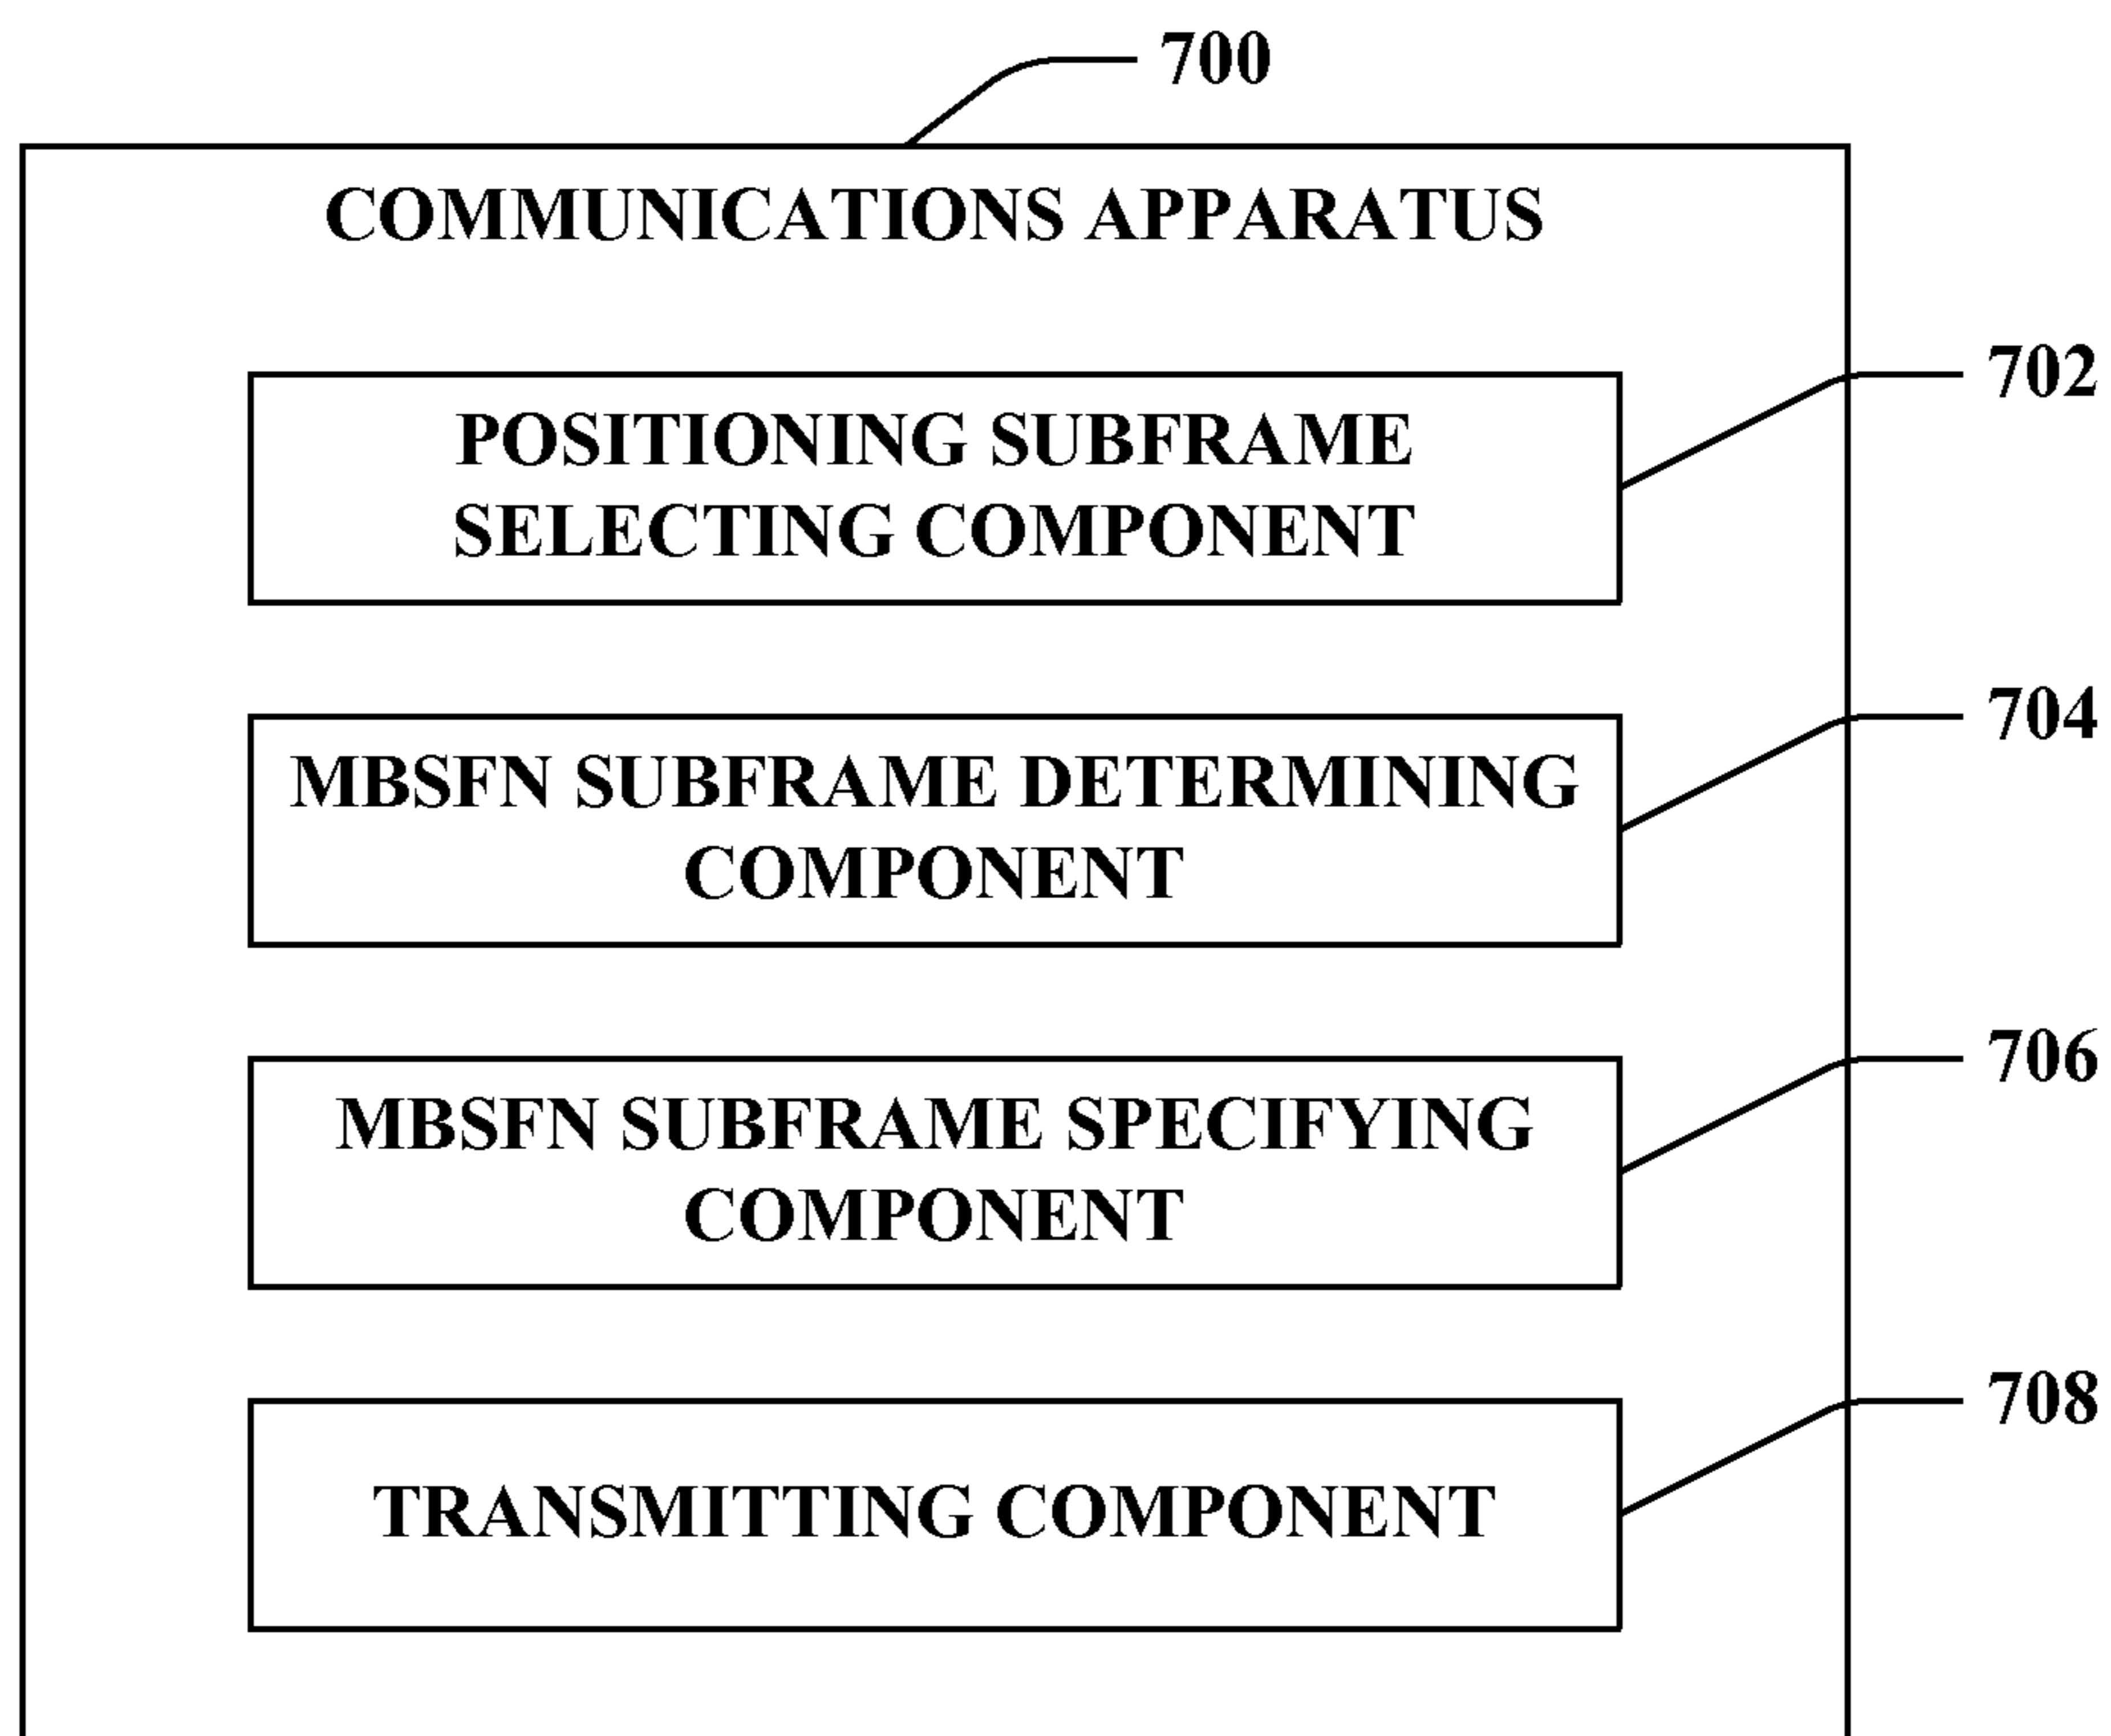 700
COMMUNICATIONS APPARATUS
702
POSITIONING SUBFRAME
SELECTING COMPONENT
704
MBSFN SUBFRAME DETERMINING
COMPONENT
706
MBSFN SUBFRAME SPECIFYING
COMPONENT
708
TRANSMITTING COMPONENT